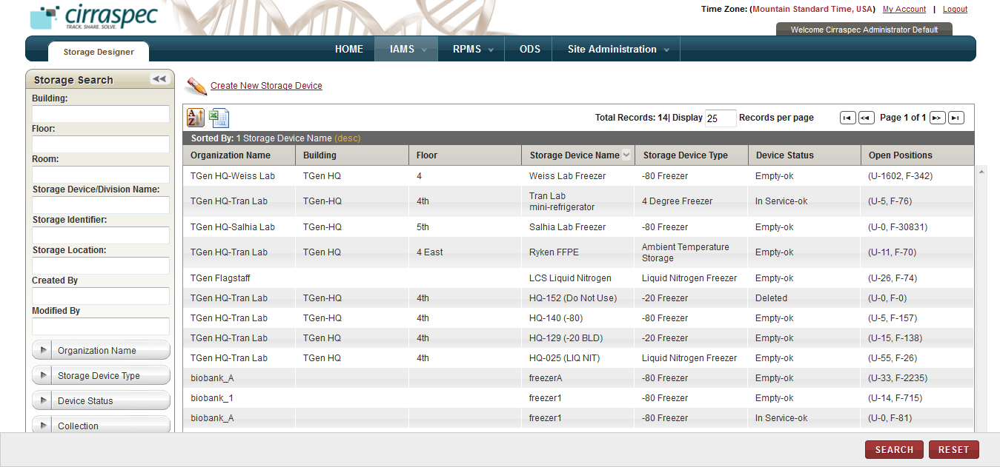 cirraspec
TRACK. SHARE. SOLVE.
Time Zone: (Mountain Standard Time, USA) My Account | Logout
Welcome Cirraspec Administrator Default
Storage Designer
HOME IAMS RPMS ODS Site Administration
Storage Search
Building:
Floor:
Room:
Storage Device/Division Name:
Storage Identifier:
Storage Location:
Created By
Modified By
Organization Name
Storage Device Type
Device Status
Collection
Create New Storage Device
A
Z
Total Records: 14| Display 25 Records per page Page 1 of 1
Sorted By: 1 Storage Device Name (desc)
Organization Name Building Floor Storage Device Name Storage Device Type Device Status Open Positions
TGen HQ-Weiss Lab TGen HQ 4 Weiss Lab Freezer -80 Freezer Empty-ok (U-1602, F-342)
TGen HQ-Tran Lab TGen-HQ 4th Tran Lab mini-refrigerator 4 Degree Freezer In Service-ok (U-5, F-76)
TGen HQ-Salhia Lab TGen-HQ 5th Salhia Lab Freezer -80 Freezer Empty-ok (U-0, F-30831)
TGen HQ-Tran Lab TGen HQ 4 East Ryken FFPE Ambient Temperature Storage Empty-ok (U-11, F-70)
TGen Flagstaff LCS Liquid Nitrogen Liquid Nitrogen Freezer Empty-ok (U-26, F-74)
TGen HQ-Tran Lab TGen-HQ 4th HQ-152 (Do Not Use) -20 Freezer Deleted (U-0, F-0)
TGen HQ-Tran Lab TGen-HQ 4th HQ-140 (-80) -80 Freezer Empty-ok (U-5, F-157)
TGen HQ-Tran Lab TGen HQ 4th HQ-129 (-20 BLD) -20 Freezer Empty-ok (U-15, F-138)
TGen HQ-Tran Lab TGen HQ 4th HQ-025 (LIQ NIT) Liquid Nitrogen Freezer Empty-ok (U-55, F-26)
biobank_A freezerA -80 Freezer Empty-ok (U-33, F-2235)
biobank_1 freezer1 -80 Freezer Empty-ok (U-14, F-715)
biobank_A freezer1 -80 Freezer In Service-ok (U-0, F-81)
SEARCH RESET